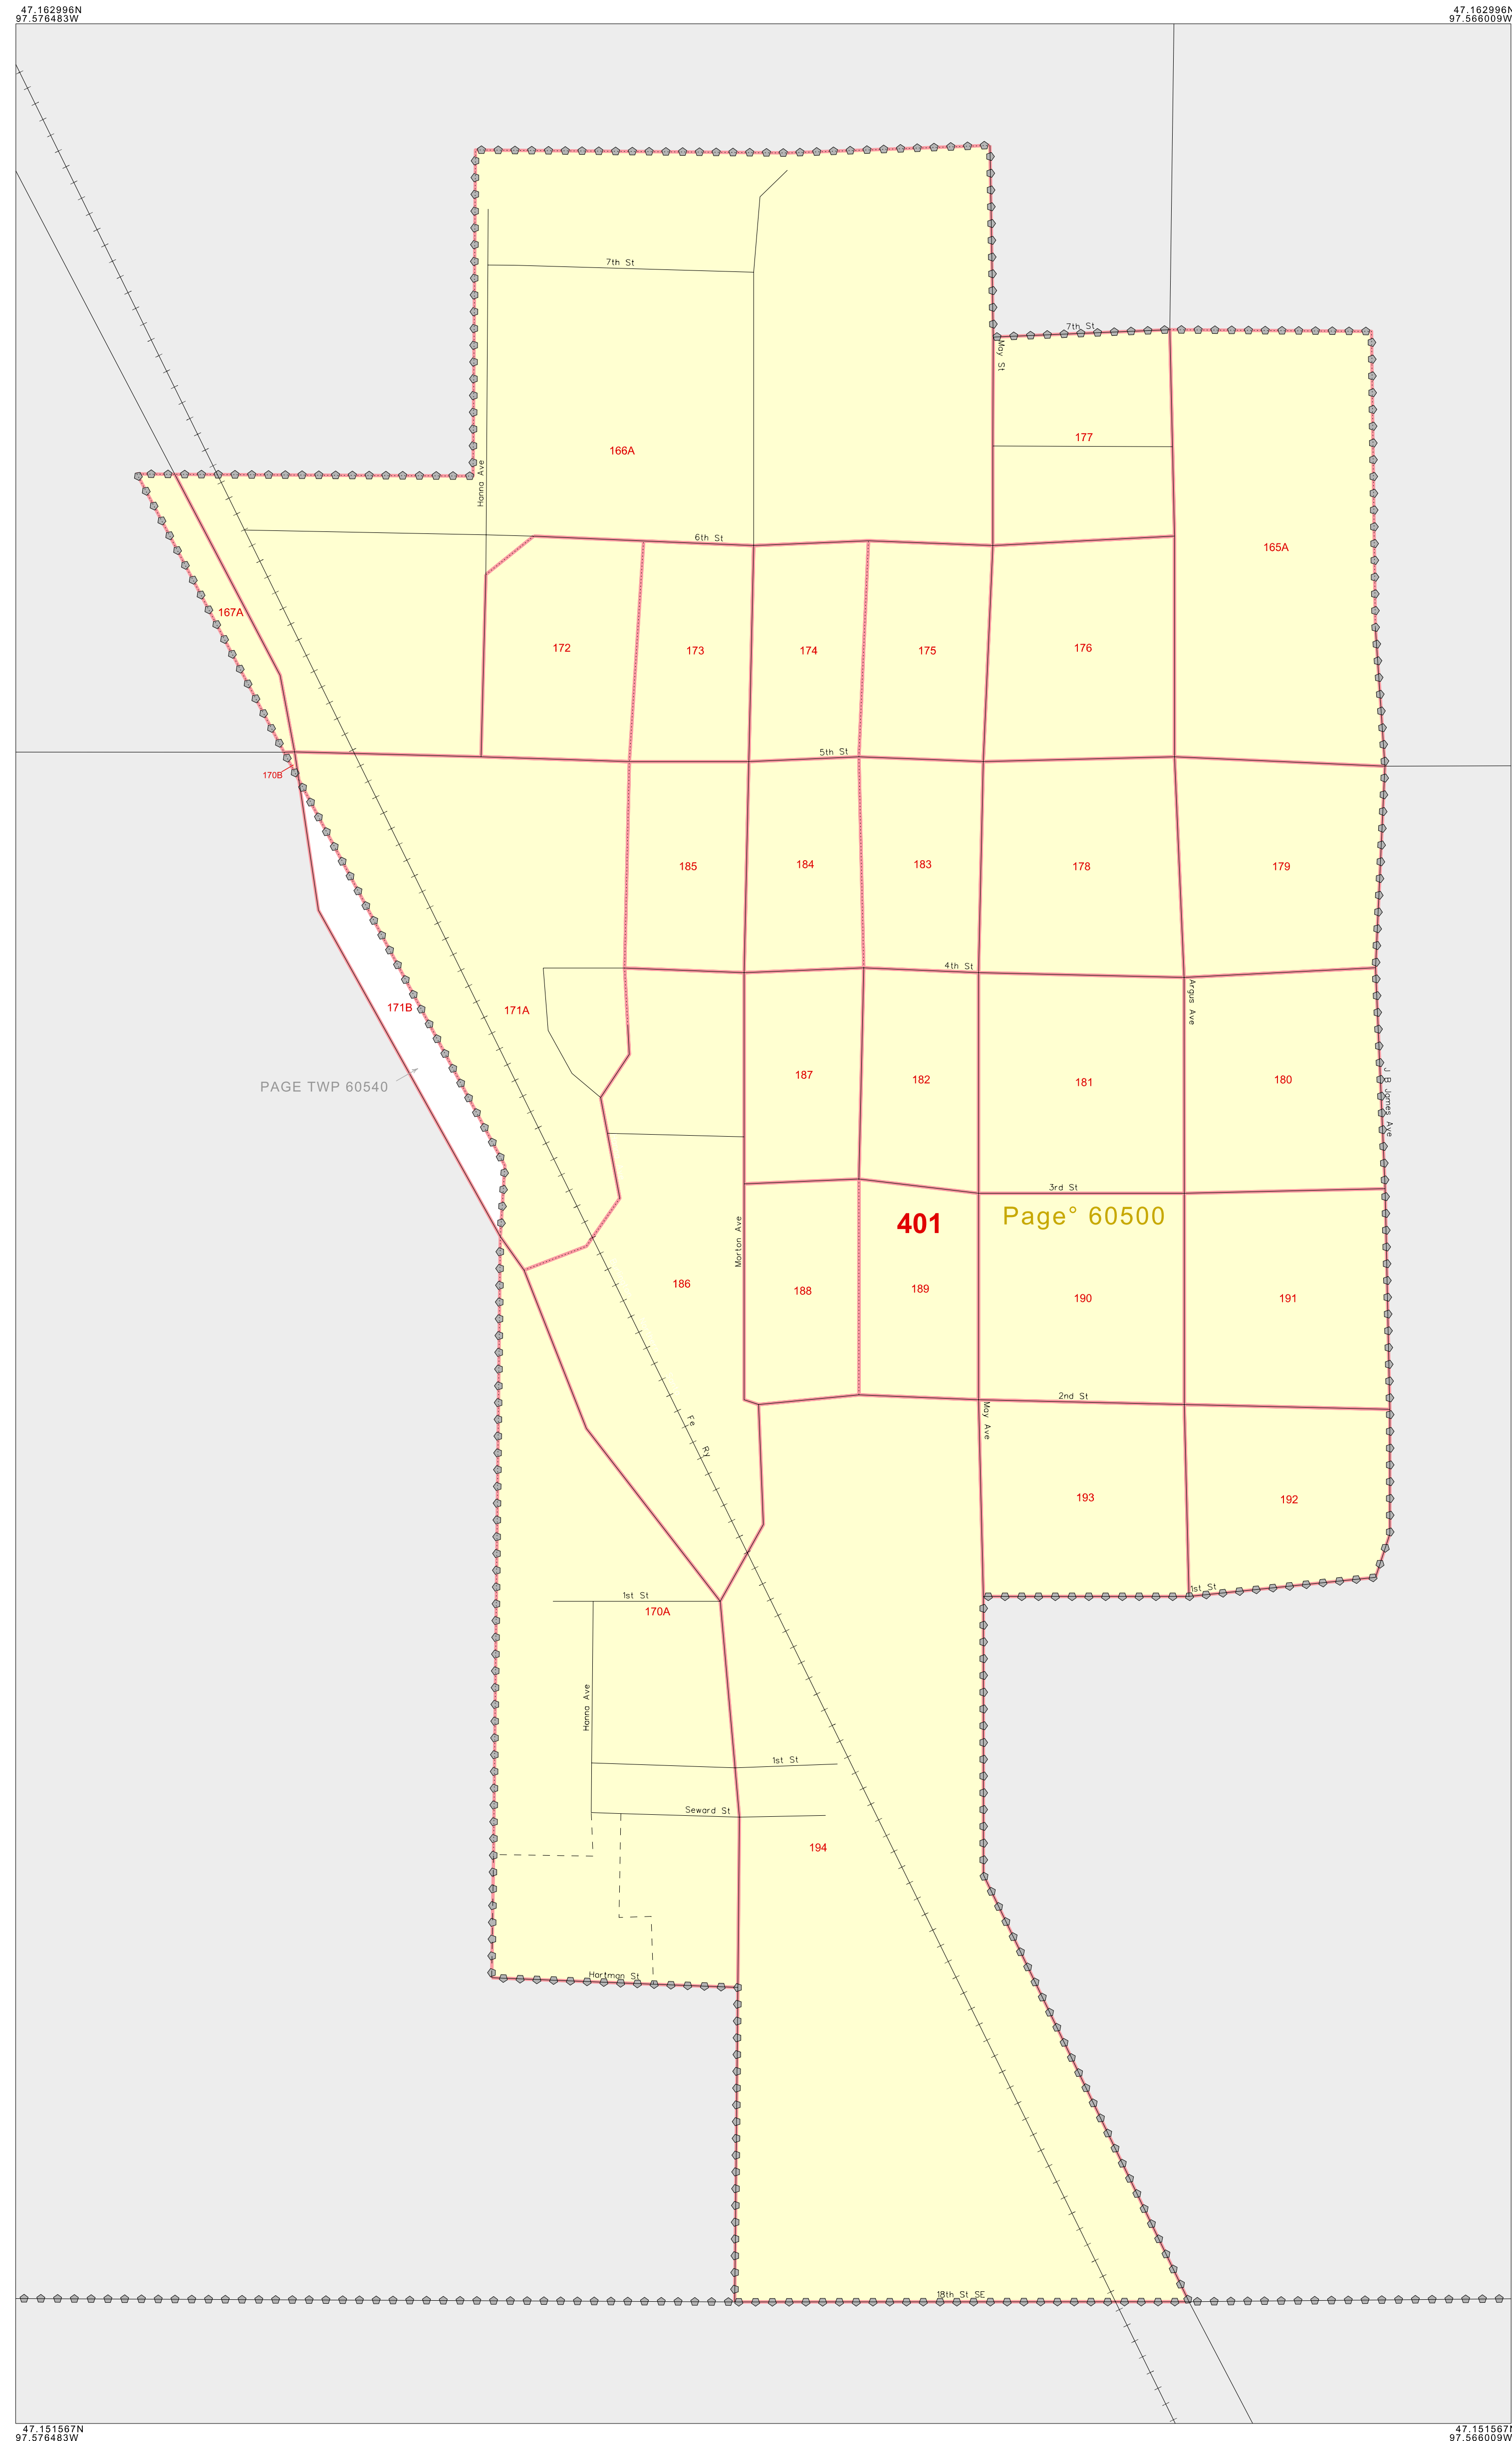 47.162996N
97.576483W
47.162996N
97.566009W
7th St
7th St
May St
177
166A
Hanna Ave
6th St
165A
167A
172
173
174
175
176
5th St
170B
185
184
183
178
179
4th St
Argus Ave
171B
171A
187
182
181
180
J B James Ave
PAGE TWP 60540
3rd St
401
Page° 60500
Morton Ave
186
188
189
190
191
2nd St
May Ave
Fe Ry
193
192
1st St
1st St
170A
Hanna Ave
1st St
Seward St
194
Hartman St
18th St SE
47.151567N
97.576483W
47.151567N
97.566009W